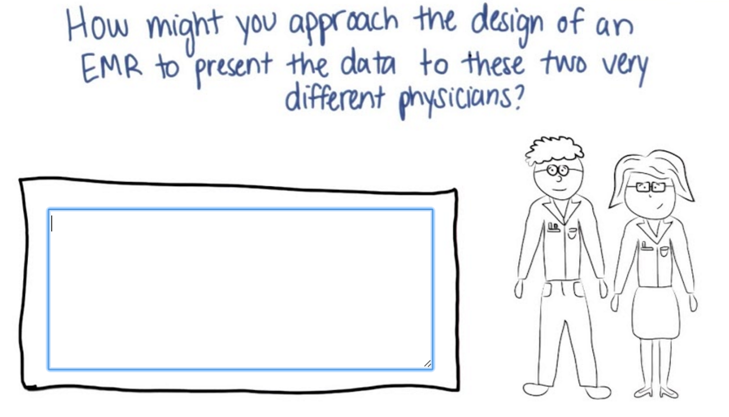 How might you approach the design of an
EMR to present the data to these two very
different physicians?